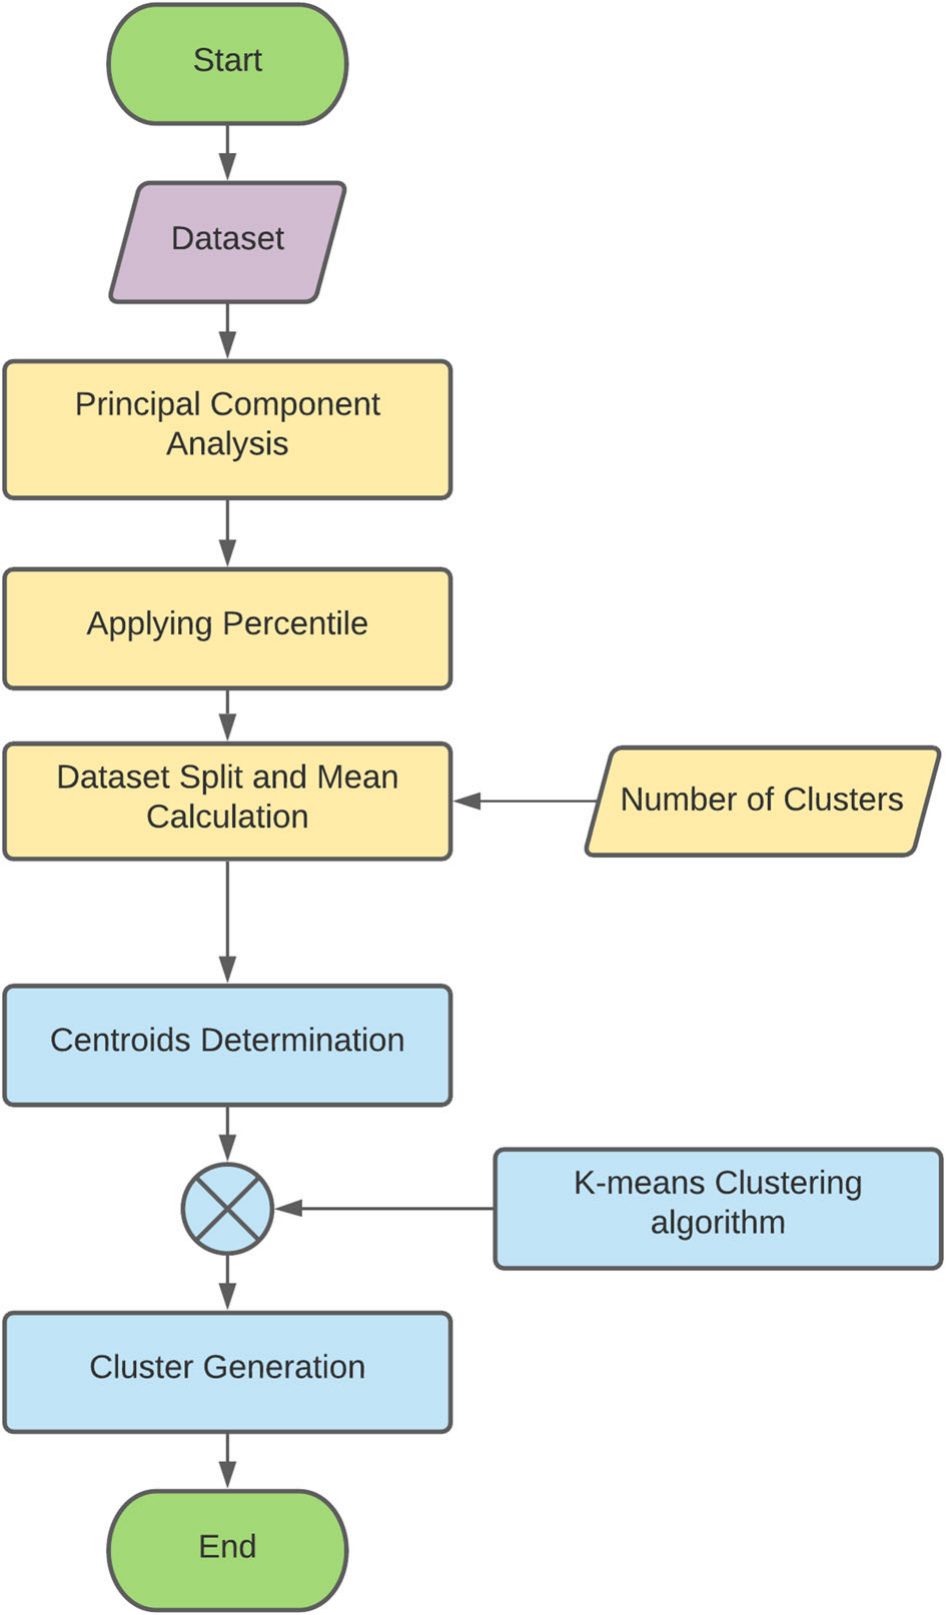 Start
Dataset
Principal Component
Analysis
Applying Percentile
Dataset Split and Mean
Calculation
Number of Clusters
Centroids Determination
K-means Clustering
algorithm
Cluster Generation
End